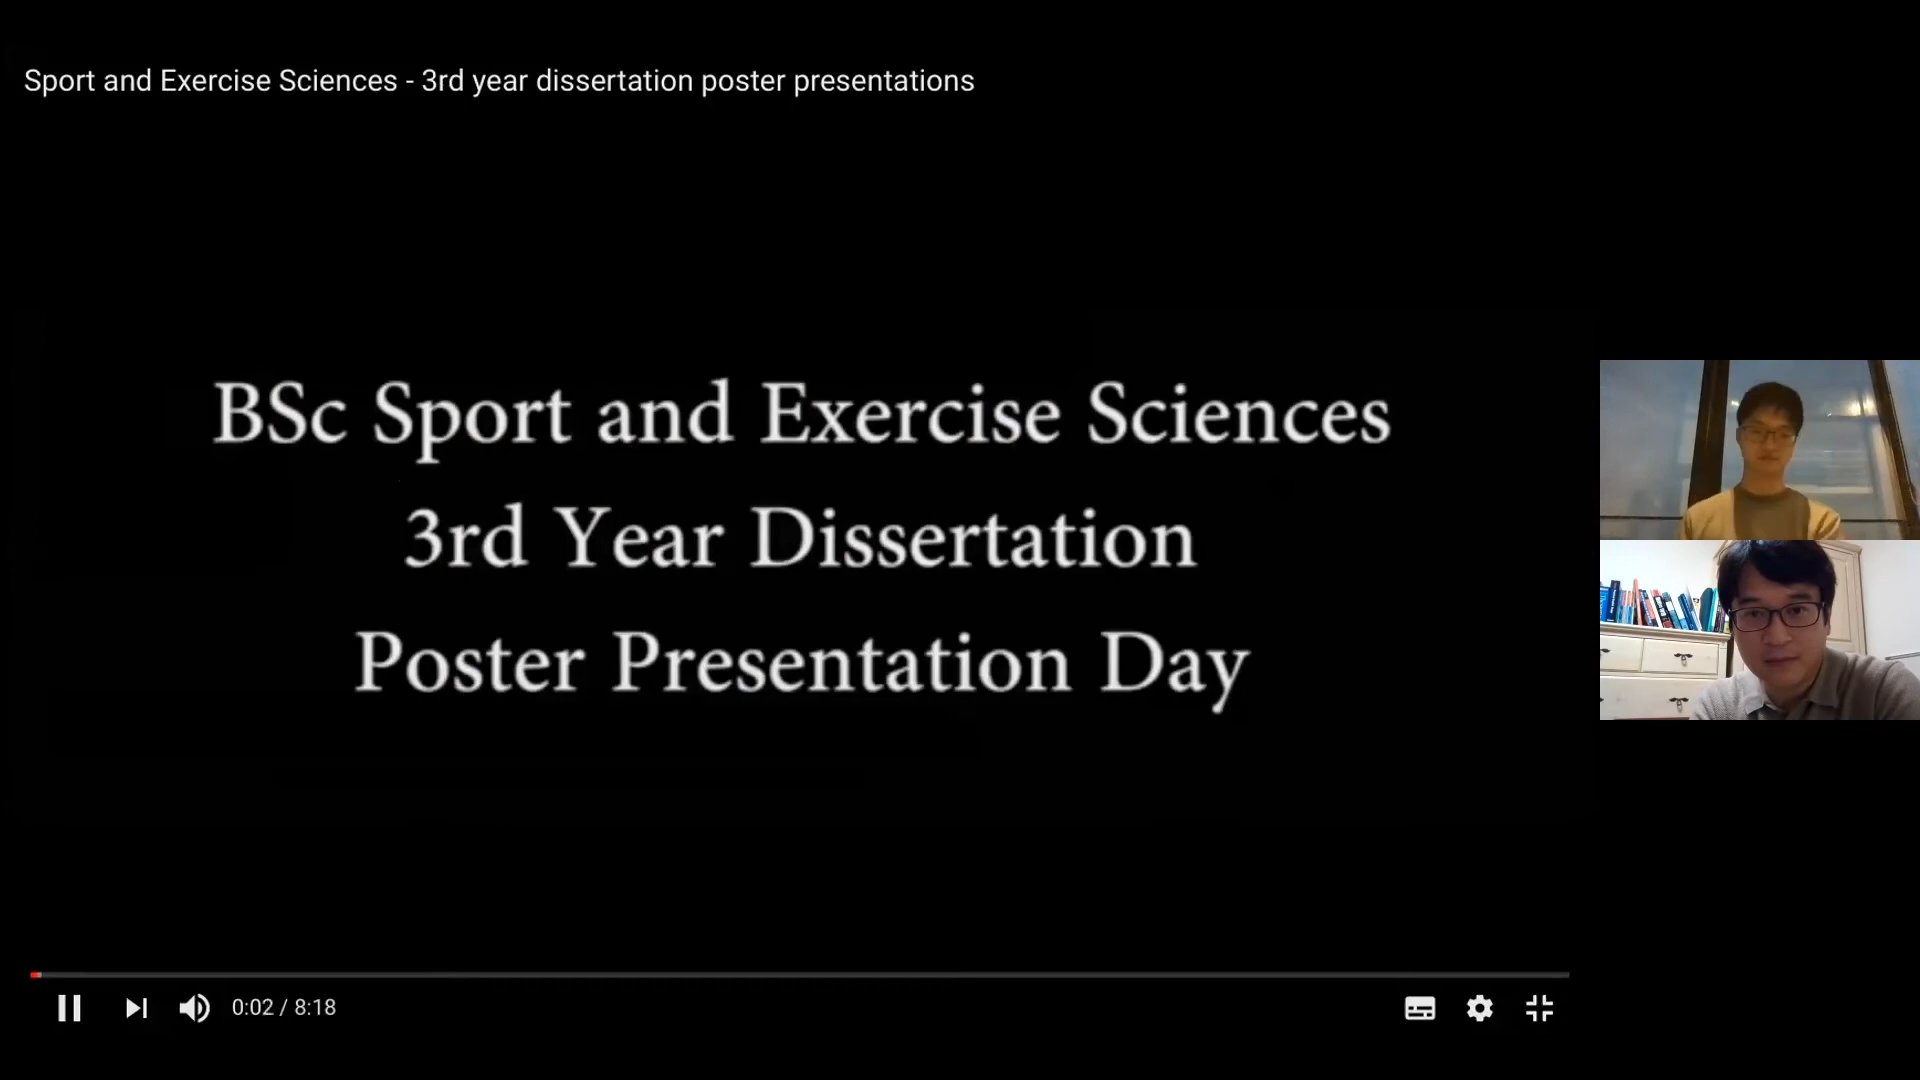 Sport and Exercise Sciences - 3rd year dissertation poster presentations
BSc Sport and Exercise Sciences
3rd Year Dissertation
Poster Presentation Day
0:02 / 8:18